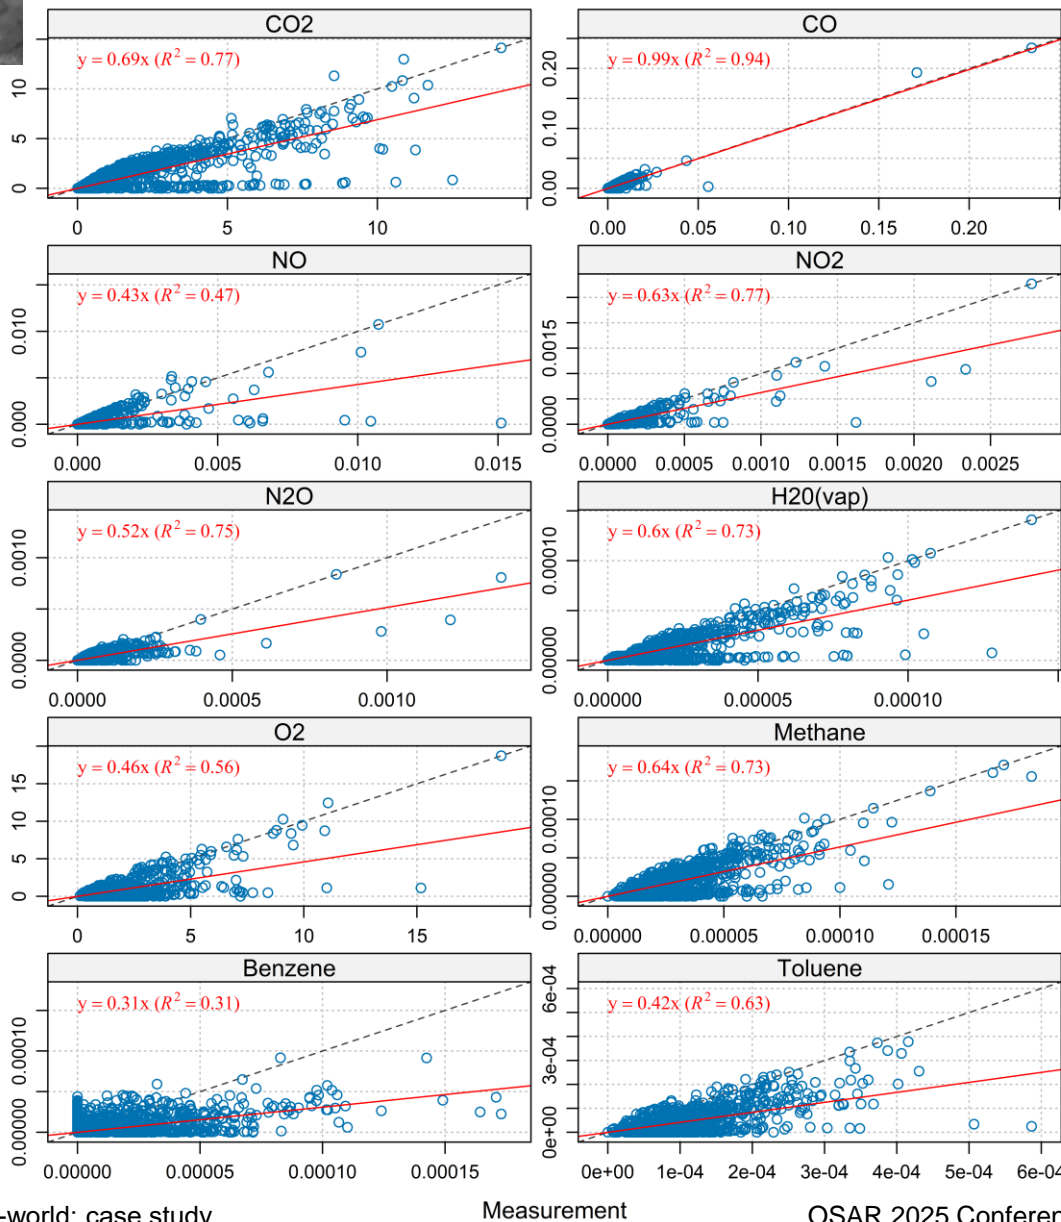 CO2
y = 0.69x (R² = 0.77)
0 5 10
0 5 10
CO
y = 0.99x (R² = 0.94)
0.00 0.10 0.20
0.00 0.05 0.10 0.15 0.20
NO
y = 0.43x (R² = 0.47)
0.000 0.010
0.000 0.005 0.010 0.015
NO2
y = 0.63x (R² = 0.77)
0.0000 0.0015
0.0000 0.0005 0.0010 0.0015 0.0020 0.0025
N2O
y = 0.52x (R² = 0.75)
0.0000 0.0010
0.0000 0.0005 0.0010
H20(vap)
y = 0.6x (R² = 0.73)
0.00000 0.00010
0.00000 0.00005 0.00010
O2
y = 0.46x (R² = 0.56)
0 5 10 15
0 5 10 15
Methane
y = 0.64x (R² = 0.73)
0.00000 0.00010
0.00000 0.00005 0.00010 0.00015
Benzene
y = 0.31x (R² = 0.31)
0.00000 0.00010
0.00000 0.00005 0.00010 0.00015
Toluene
y = 0.42x (R² = 0.63)
0e+00 3e-04 6e-04
0e+00 1e-04 2e-04 3e-04 4e-04 5e-04 6e-04
Measurement
-world: case study
OSAR 2025 Conferen